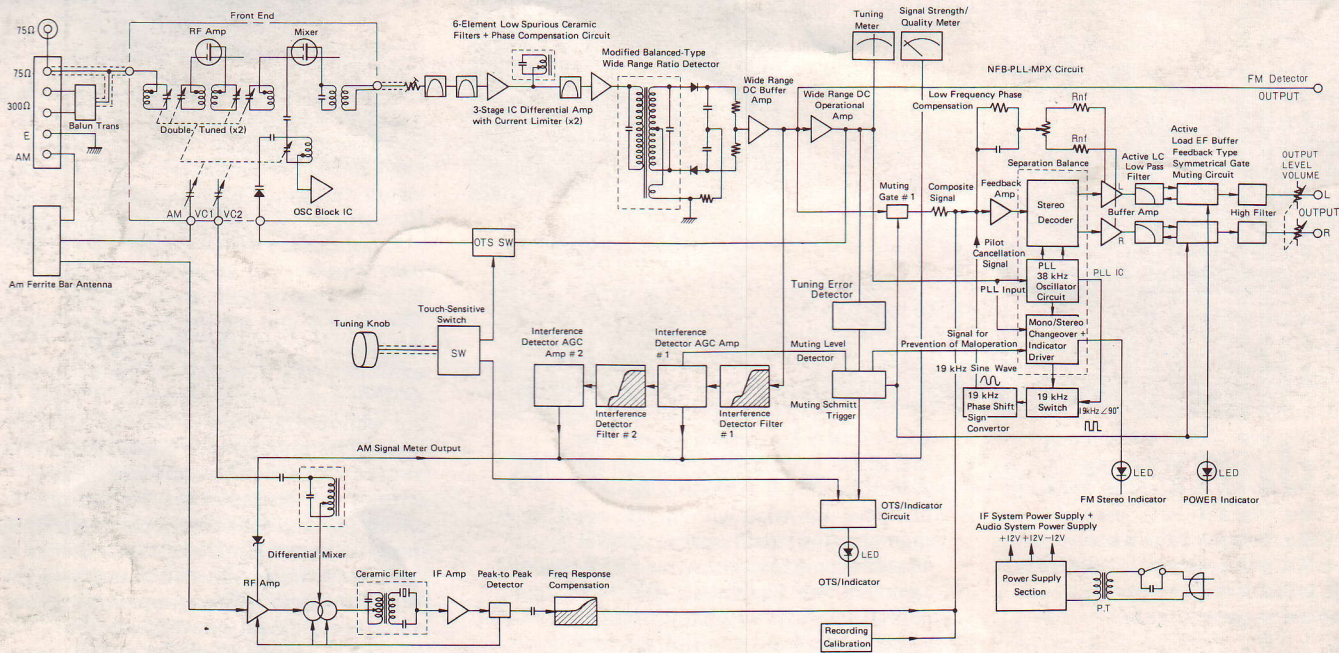 75Ω
75Ω
300Ω
E
AM
Balun Trans
Front End
RF Amp
Mixer
Double-Tuned (x2)
OSC Block IC
AM
VC1
VC2
Am Ferrite Bar Antenna
6-Element Low Spurious Ceramic
Filters + Phase Compensation Circuit
3-Stage IC Differential Amp
with Current Limiter (x2)
Modified Balanced-Type
Wide Range Ratio Detector
Wide Range
DC Buffer
Amp
Tuning
Meter
Signal Strength/
Quality Meter
Wide Range DC
Operational
Amp
NFB-PLL-MPX Circuit
Low Frequency Phase
Compensation
Rnf
Rnf
FM Detector
OUTPUT
Separation Balance
Active LC
Low Pass
Filter
Active
Load EF Buffer
Feedback Type
Symmetrical Gate
Muting Circuit
OUTPUT
LEVEL
VOLUME
L
OUTPUT
R
Muting
Gate # 1
Composite
Signal
Feedback
Amp
Stereo
Decoder
L
Buffer Amp
R
High Filter
Pilot
Cancellation
Signal
PLL
38 kHz
Oscillator
Circuit
PLL IC
PLL Input
OTS SW
Tuning Error
Detector
Touch-Sensitive
Switch
Tuning Knob
SW
Interference
Detector AGC
Amp # 2
Interference
Detector AGC Amp
# 1
Muting Level
Detector
Signal for
Prevention of Maloperation
Mono/Stereo
Changeover +
Indicator
Driver
Interference
Detector
Filter # 2
Interference
Detector Filter
# 1
Muting Schmitt
Trigger
19 kHz Sine Wave
19 kHz
Phase Shift
Sign
Convertor
19 kHz
Switch
19kHz∠90°
AM Signal Meter Output
LED
FM Stereo Indicator
LED
POWER Indicator
OTS/Indicator
Circuit
LED
OTS/Indicator
IF System Power Supply +
Audio System Power Supply
+12V +12V -12V
Power Supply
Section
P.T
Differential Mixer
RF Amp
Ceramic Filter
IF Amp
Peak-to Peak
Detector
Freq Response
Compensation
Recording
Calibration